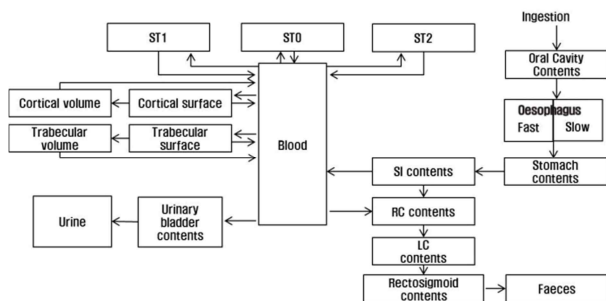 Ingestion
ST1
ST0
ST2
Oral Cavity
Contents
Cortical volume
Cortical surface
Oesophagus
Fast
Slow
Trabecular
volume
Trabecular
surface
Blood
SI contents
Stomach
contents
Urine
Urinary
bladder
contents
RC contents
LC
contents
Rectosigmoid
contents
Faeces